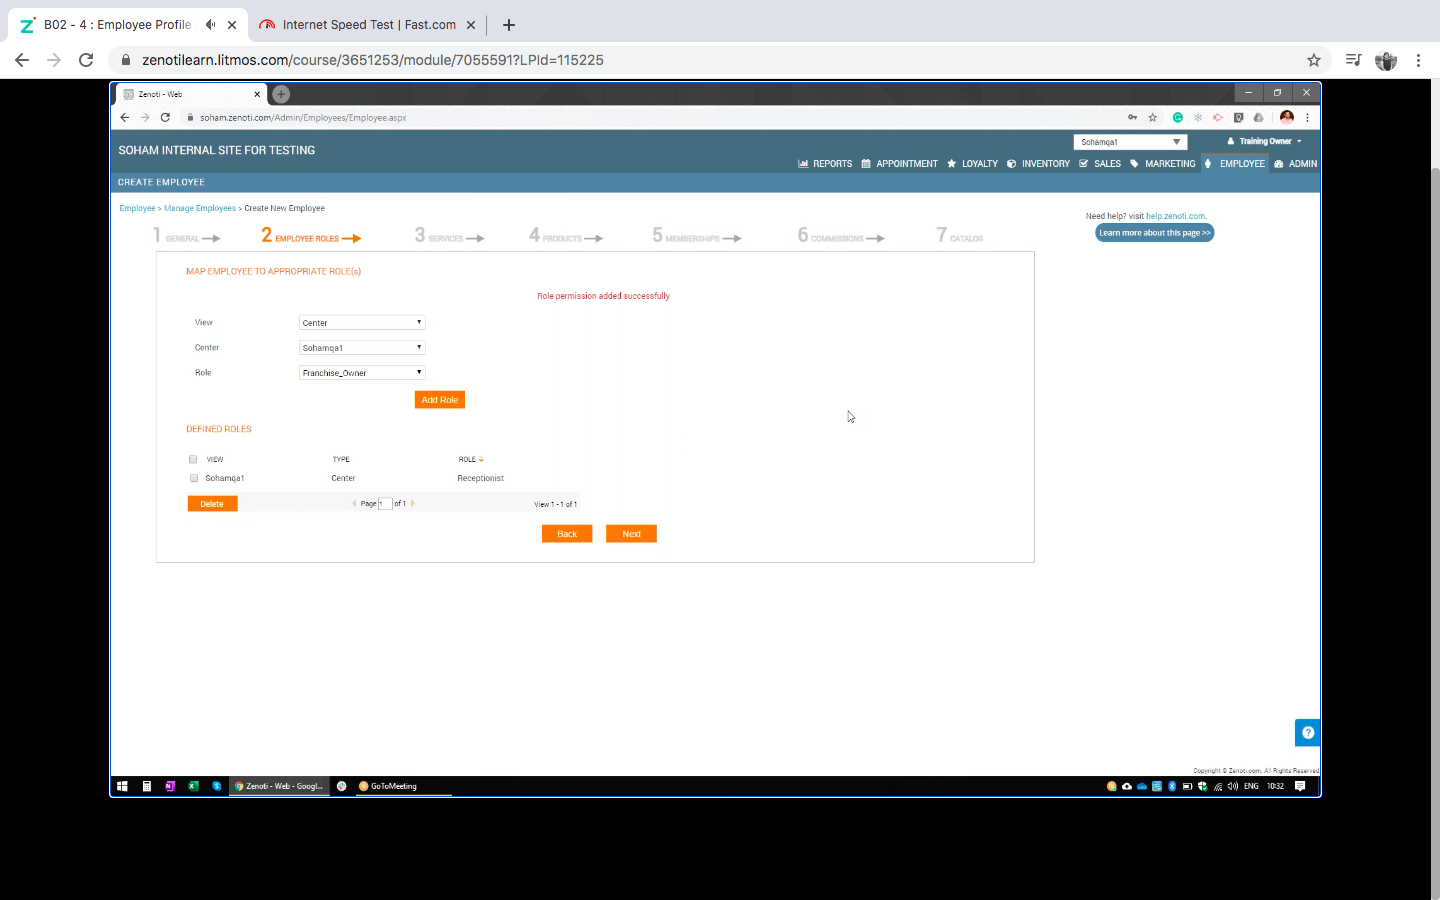 B02 - 4 : Employee Profile
Internet Speed Test | Fast.com
zenotilearn.litmos.com/course/3651253/module/7055591?LPId=115225
Zenoti - Web
soham.zenoti.com/Admin/Employees/Employee.aspx
SOHAM INTERNAL SITE FOR TESTING
Sohamqa1
Training Owner
REPORTS APPOINTMENT LOYALTY INVENTORY SALES MARKETING EMPLOYEE ADMIN
CREATE EMPLOYEE
Employee > Manage Employees > Create New Employee
Need help? visit help.zenoti.com.
Learn more about this page >>
1 GENERAL 2 EMPLOYEE ROLES 3 SERVICES 4 PRODUCTS 5 MEMBERSHIPS 6 COMMISSIONS 7 CATALOG
MAP EMPLOYEE TO APPROPRIATE ROLE(s)
Role permission added successfully
View Center
Center Sohamqa1
Role Franchise_Owner
Add Role
DEFINED ROLES
VIEW TYPE ROLE
Sohamqa1 Center Receptionist
Delete Page 1 of 1 View 1 - 1 of 1
Back Next
Copyright © Zenoti.com. All Rights Reserved
Zenoti - Web - Googl... GoToMeeting ENG 10:32